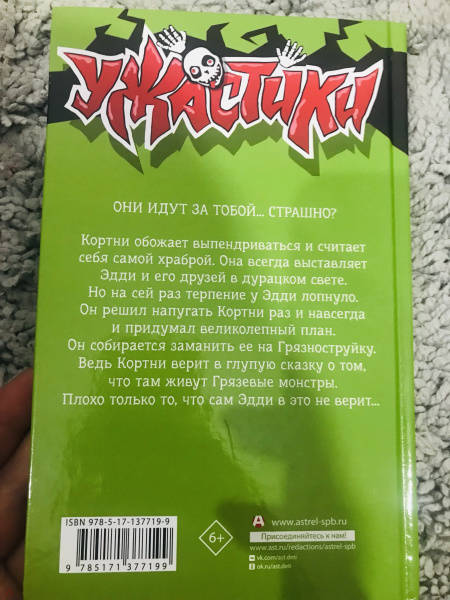 УЖАСТИКИ
ОНИ ИДУТ ЗА ТОБОЙ... СТРАШНО?
Кортни обожает выпендриваться и считает
себя самой храброй. Она всегда выставляет
Эдди и его друзей в дурацком свете.
Но на сей раз терпение у Эдди лопнуло.
Он решил напугать Кортни раз и навсегда
и придумал великолепный план.
Он собирается заманить ее на Грязноструйку.
Ведь Кортни верит в глупую сказку о том,
что там живут Грязевые монстры.
Плохо только то, что сам Эдди в это не верит...
ISBN 978-5-17-137719-9
9 785171 377199
6+
www.astrel-spb.ru
Присоединяйтесь к нам!
www.ast.ru/redactions/astrel-spb
vk.com/ast.deti
ok.ru/ast.deti